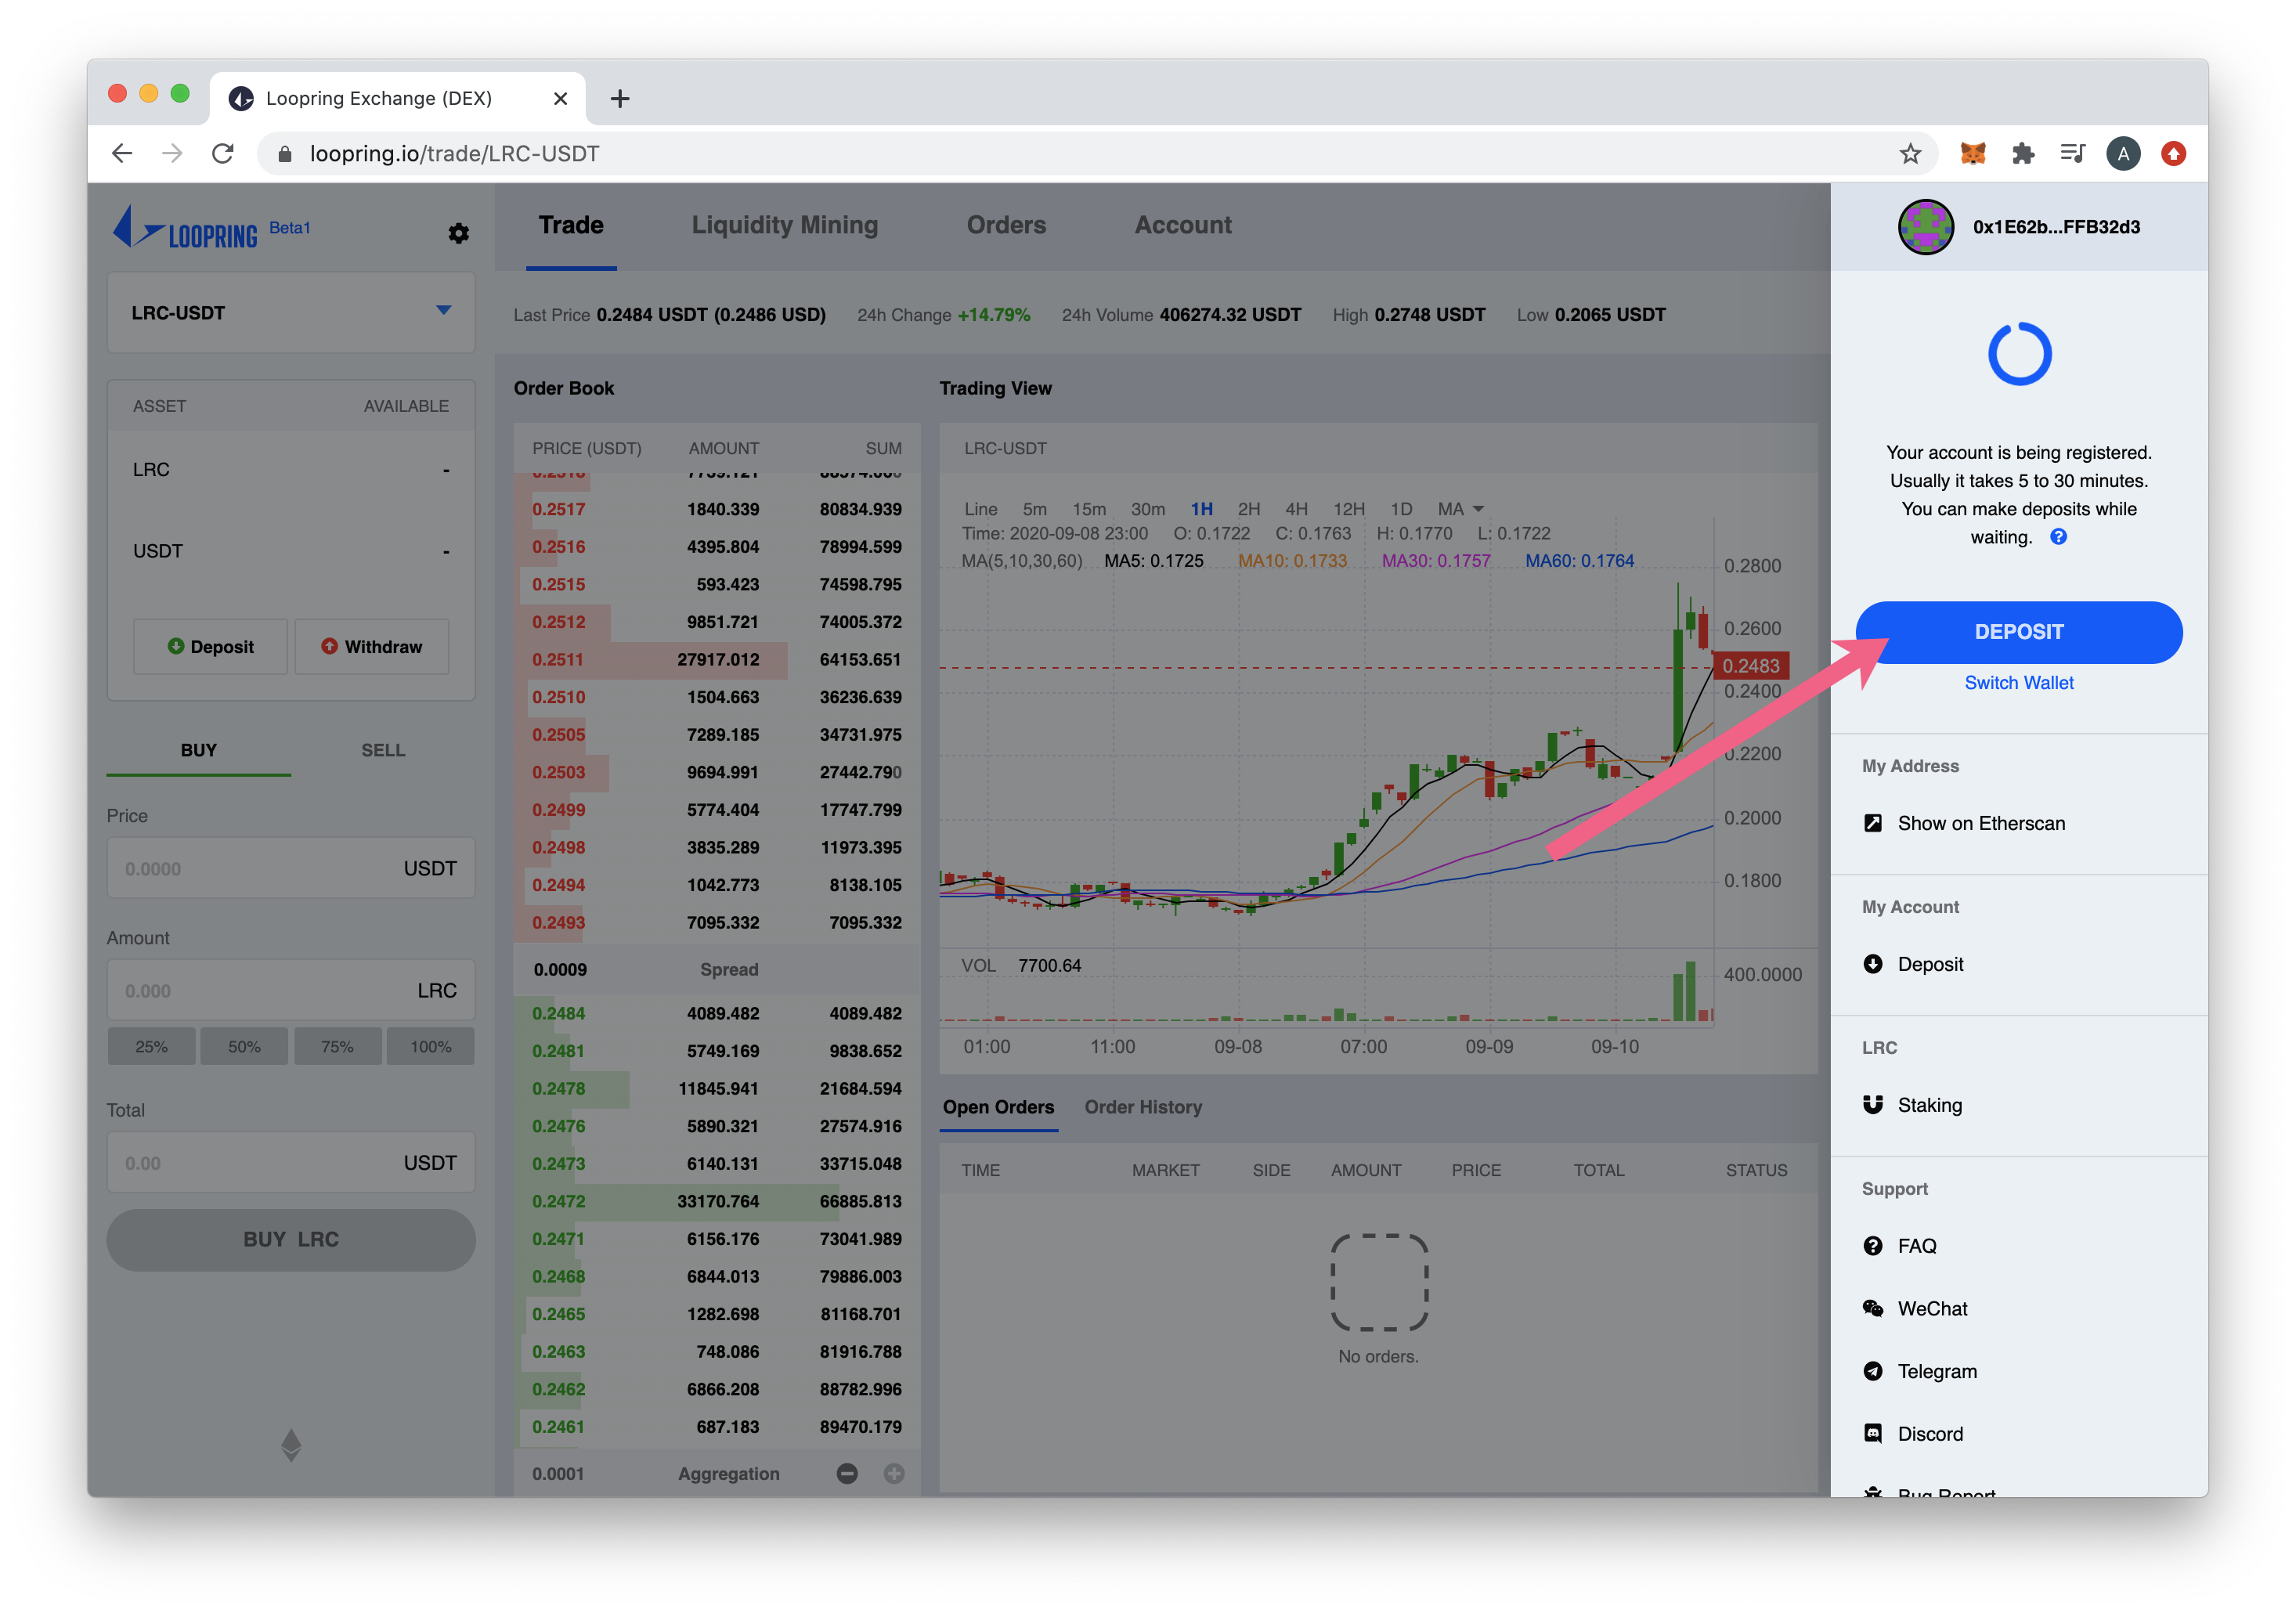 Loopring Exchange (DEX)
loopring.io/trade/LRC-USDT
A
LOOPRING Beta1
Trade Liquidity Mining Orders Account
0x1E62b...FFB32d3
LRC-USDT
Last Price 0.2484 USDT (0.2486 USD) 24h Change +14.79% 24h Volume 406274.32 USDT High 0.2748 USDT Low 0.2065 USDT
ASSET AVAILABLE
LRC -
USDT -
Deposit Withdraw
BUY SELL
Price
0.0000 USDT
Amount
0.000 LRC
25% 50% 75% 100%
Total
0.00 USDT
BUY LRC
Order Book
PRICE (USDT) AMOUNT SUM
0.2517 1840.339 80834.939
0.2516 4395.804 78994.599
0.2515 593.423 74598.795
0.2512 9851.721 74005.372
0.2511 27917.012 64153.651
0.2510 1504.663 36236.639
0.2505 7289.185 34731.975
0.2503 9694.991 27442.790
0.2499 5774.404 17747.799
0.2498 3835.289 11973.395
0.2494 1042.773 8138.105
0.2493 7095.332 7095.332
0.0009 Spread
0.2484 4089.482 4089.482
0.2481 5749.169 9838.652
0.2478 11845.941 21684.594
0.2476 5890.321 27574.916
0.2473 6140.131 33715.048
0.2472 33170.764 66885.813
0.2471 6156.176 73041.989
0.2468 6844.013 79886.003
0.2465 1282.698 81168.701
0.2463 748.086 81916.788
0.2462 6866.208 88782.996
0.2461 687.183 89470.179
0.0001 Aggregation
Trading View
LRC-USDT
Line 5m 15m 30m 1H 2H 4H 12H 1D MA
Time: 2020-09-08 23:00 O: 0.1722 C: 0.1763 H: 0.1770 L: 0.1722
MA(5,10,30,60) MA5: 0.1725 MA10: 0.1733 MA30: 0.1757 MA60: 0.1764
0.2800
0.2600
0.2483
0.2400
0.2200
0.2000
0.1800
VOL 7700.64
400.0000
01:00 11:00 09-08 07:00 09-09 09-10
Open Orders Order History
TIME MARKET SIDE AMOUNT PRICE TOTAL STATUS
No orders.
Your account is being registered.
Usually it takes 5 to 30 minutes.
You can make deposits while
waiting. ?
DEPOSIT
Switch Wallet
My Address
Show on Etherscan
My Account
Deposit
LRC
Staking
Support
FAQ
WeChat
Telegram
Discord
Bug Report